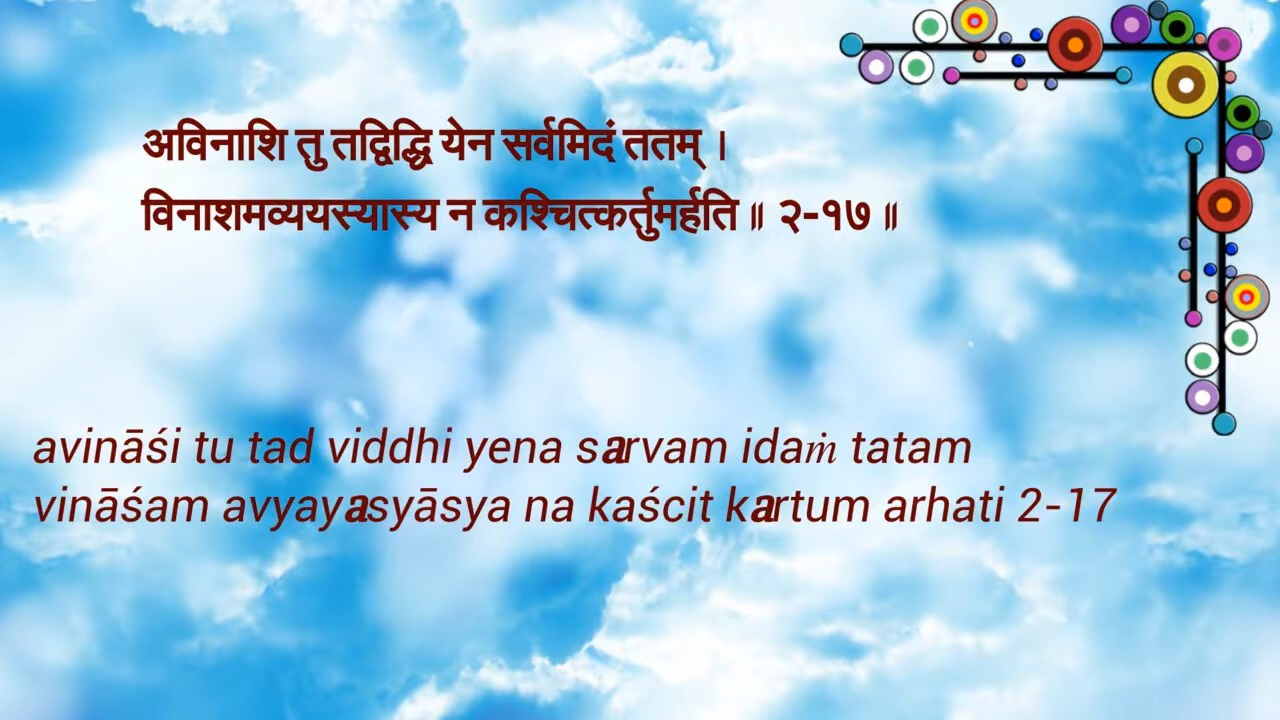 अविनाशि तु तद्विद्धि येन सर्वमिदं ततम् ।
विनाशमव्ययस्यास्य न कश्चित्कर्तुमर्हति ॥ २-१७ ॥
avināśi tu tad viddhi yena sarvam idaṁ tatam
vināśam avyayasyāsya na kaścit kartum arhati 2-17